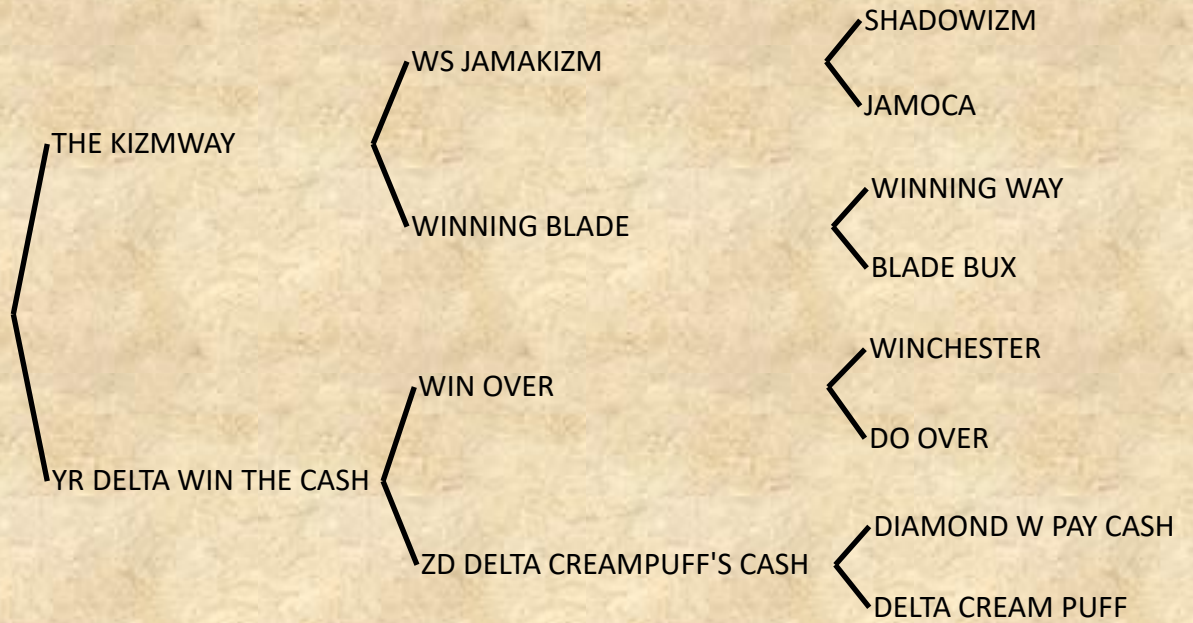 SHADOWIZM
WS JAMAKIZM
JAMOCA
THE KIZMWAY
WINNING WAY
WINNING BLADE
BLADE BUX
WINCHESTER
WIN OVER
DO OVER
YR DELTA WIN THE CASH
DIAMOND W PAY CASH
ZD DELTA CREAMPUFF'S CASH
DELTA CREAM PUFF